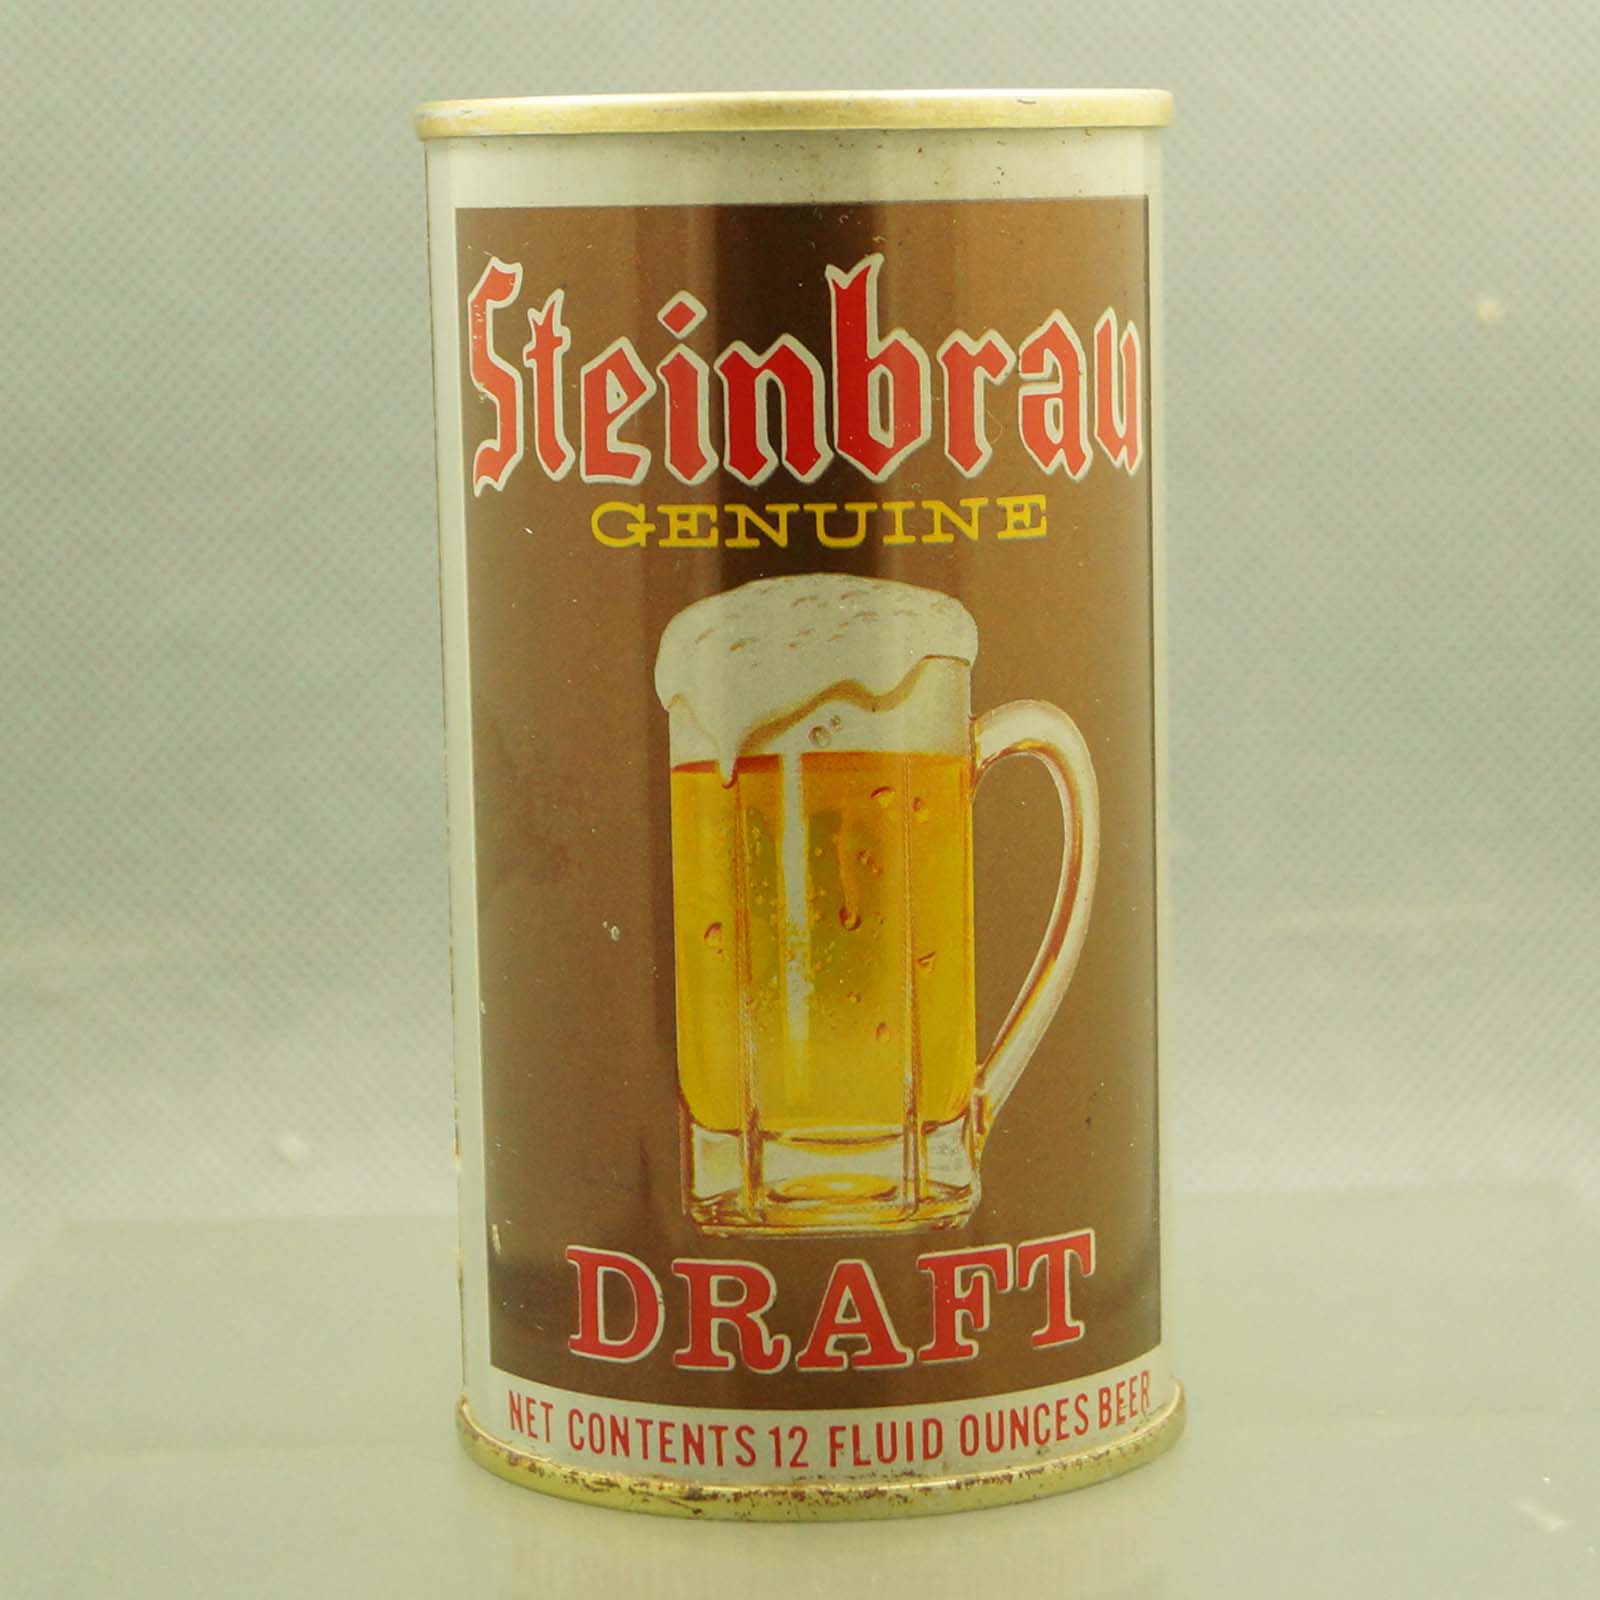 Steinbrau
GENUINE
DRAFT
NET CONTENTS 12 FLUID OUNCES BEER